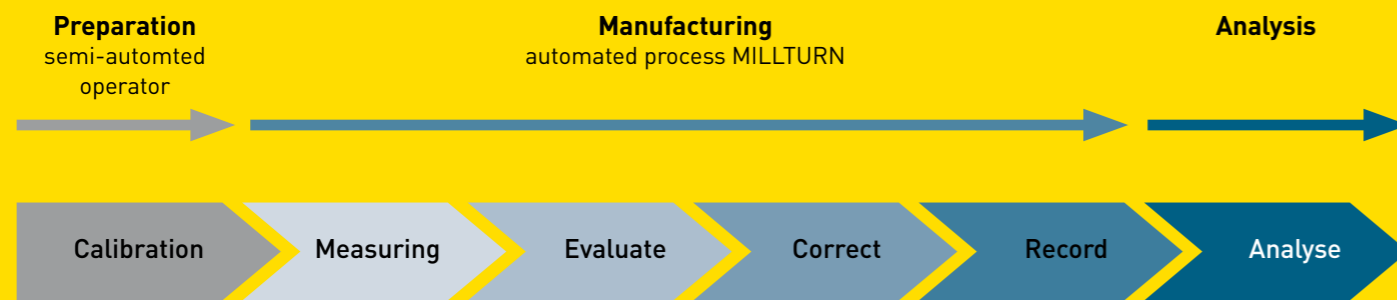 Preparation
semi-automted
operator
Manufacturing
automated process MILLTURN
Analysis
Calibration
Measuring
Evaluate
Correct
Record
Analyse